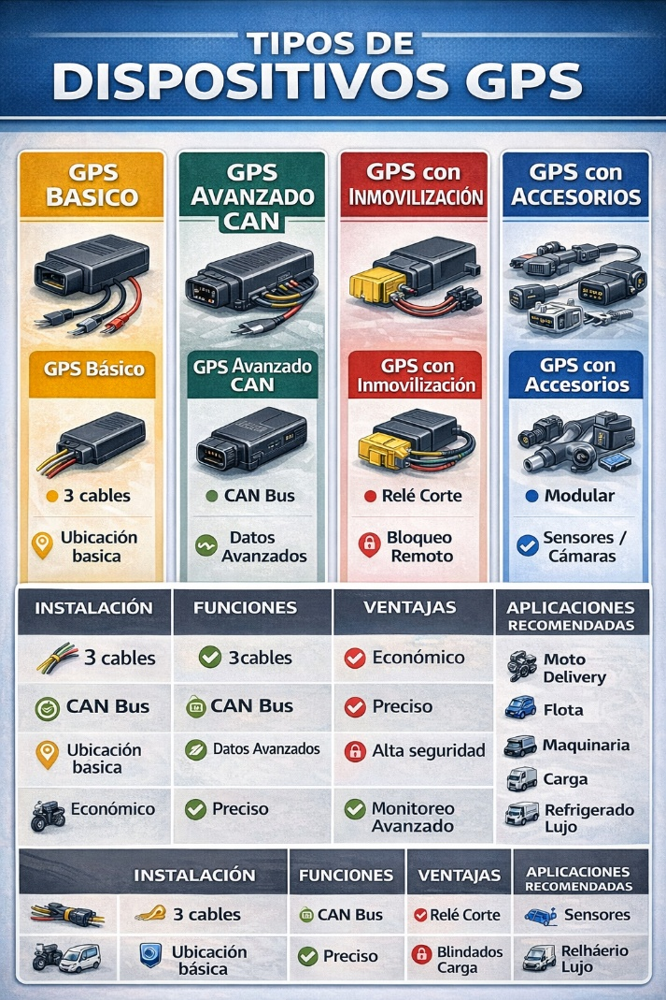 TIPOS DE
DISPOSITIVOS GPS
GPS
BASICO
GPS
AVANZADO
CAN
GPS con
INMOVILIZACIÓN
GPS con
ACCESORIOS
GPS Básico
GPS Avanzado
CAN
GPS con
Inmovilización
GPS con
Accesorios
3 cables
CAN Bus
Relé Corte
Modular
Ubicación
basica
Datos
Avanzados
Bloqueo
Remoto
Sensores /
Cámaras
INSTALACIÓN
FUNCIONES
VENTAJAS
APLICACIONES
RECOMENDADAS
3 cables
3cables
Económico
Moto
Delivery
CAN Bus
CAN Bus
Preciso
Flota
Ubicación
basica
Datos Avanzados
Alta seguridad
Maquinaria
Carga
Económico
Preciso
Monitoreo
Avanzado
Refrigerado
Lujo
INSTALACIÓN
FUNCIONES
VENTAJAS
APLICACIONES
RECOMENDADAS
3 cables
CAN Bus
Relé Corte
Sensores
Ubicación
básica
Preciso
Blindados
Carga
Relháerio
Lujo